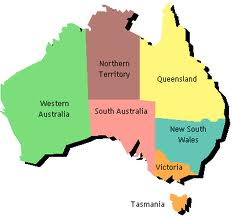 Northern
Territory
Queensland
Western
Australia
South Australia
New South
Wales
Victoria
Tasmania